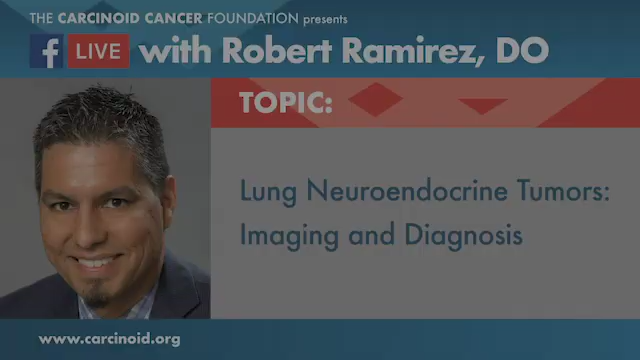 THE CARCINOID CANCER FOUNDATION presents
f LIVE with Robert Ramirez, DO
TOPIC:
Lung Neuroendocrine Tumors:
Imaging and Diagnosis
www.carcinoid.org